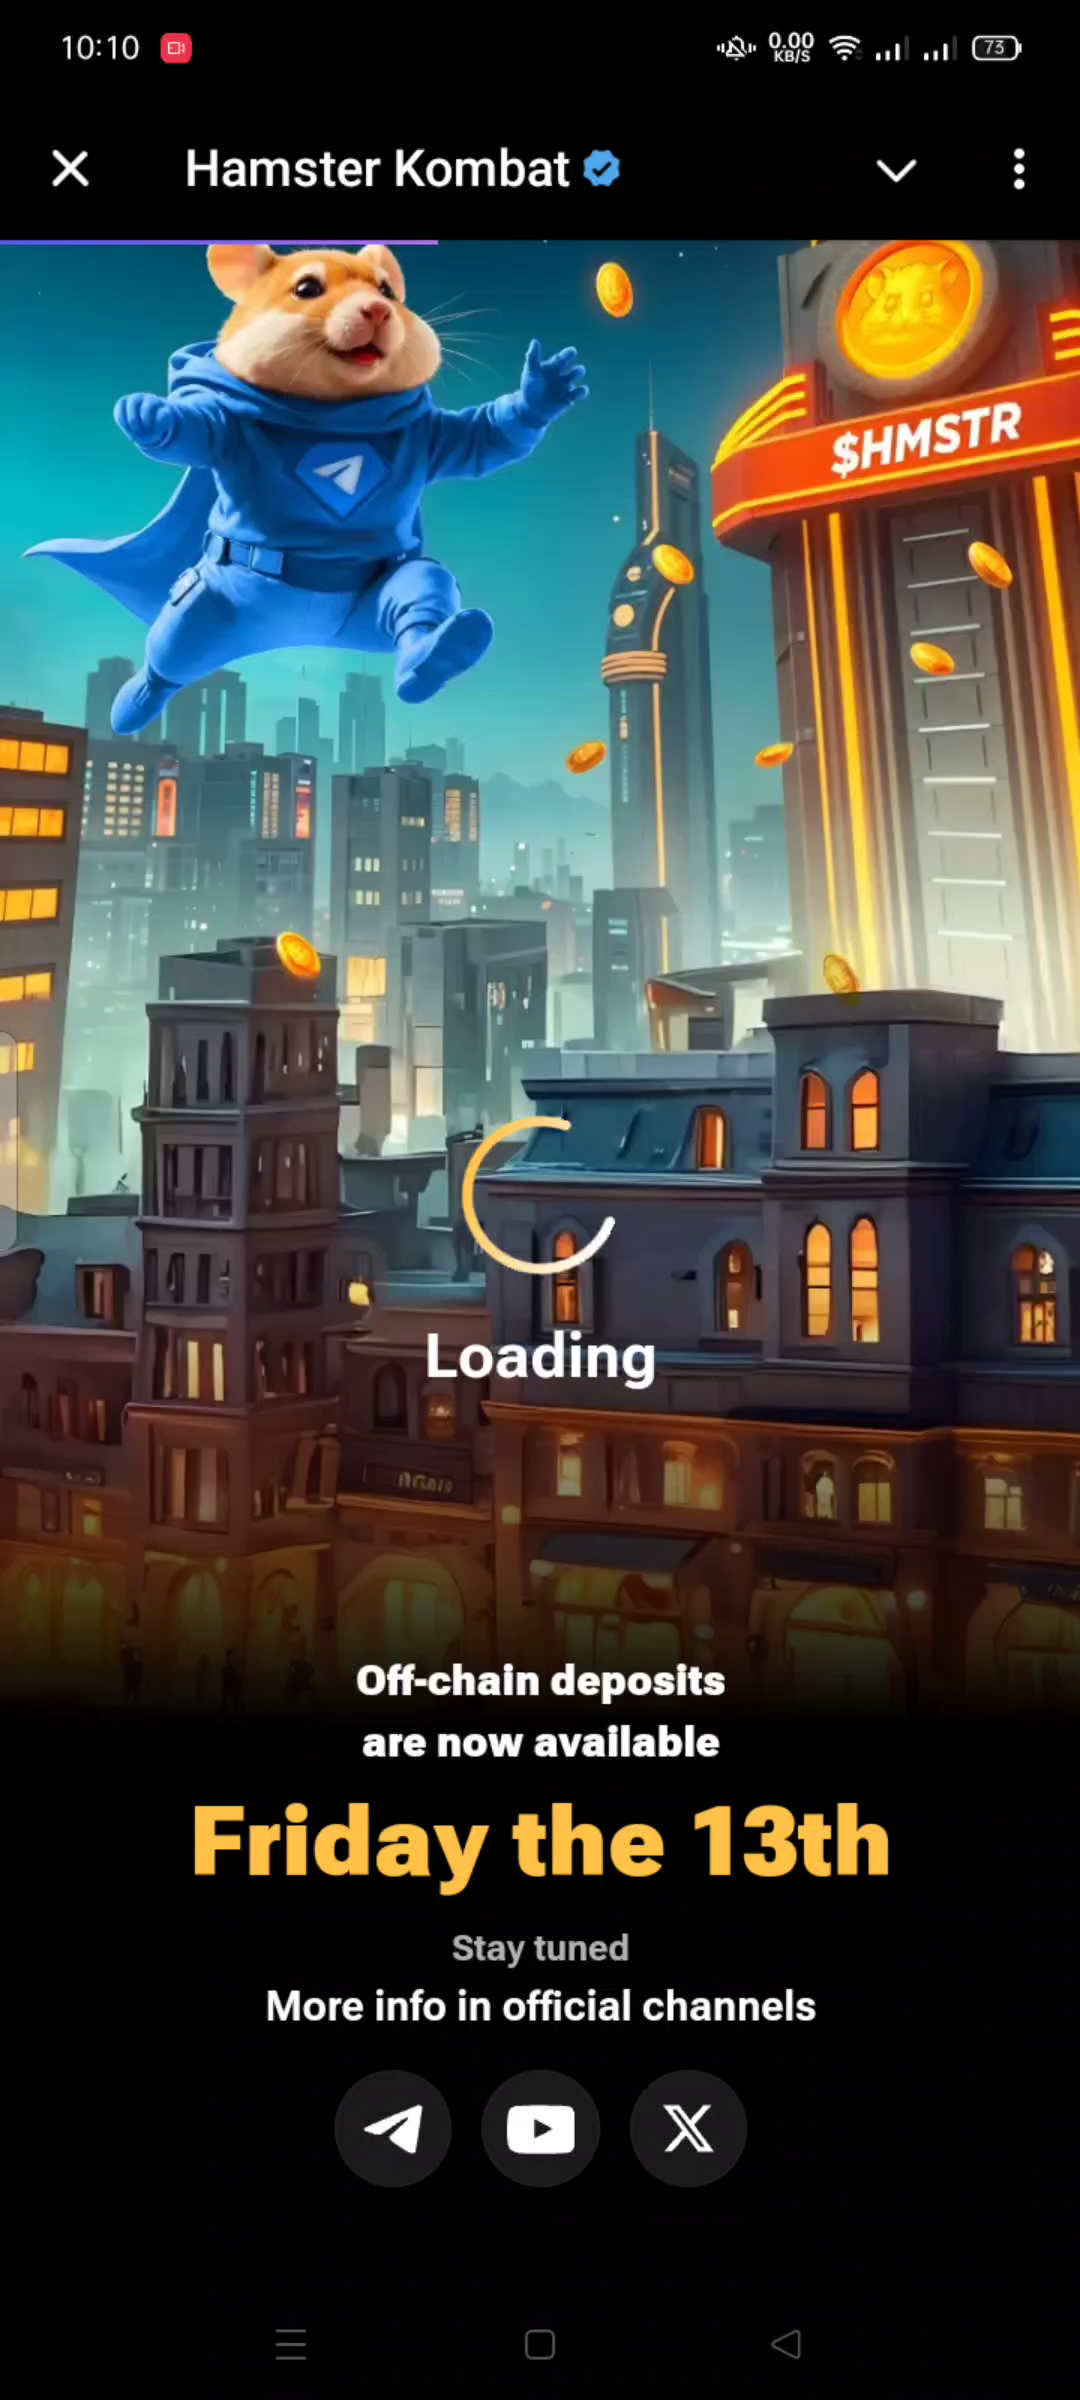 10:10
0.00
KB/S
73
Hamster Kombat
$HMSTR
Loading
Off-chain deposits
are now available
Friday the 13th
Stay tuned
More info in official channels